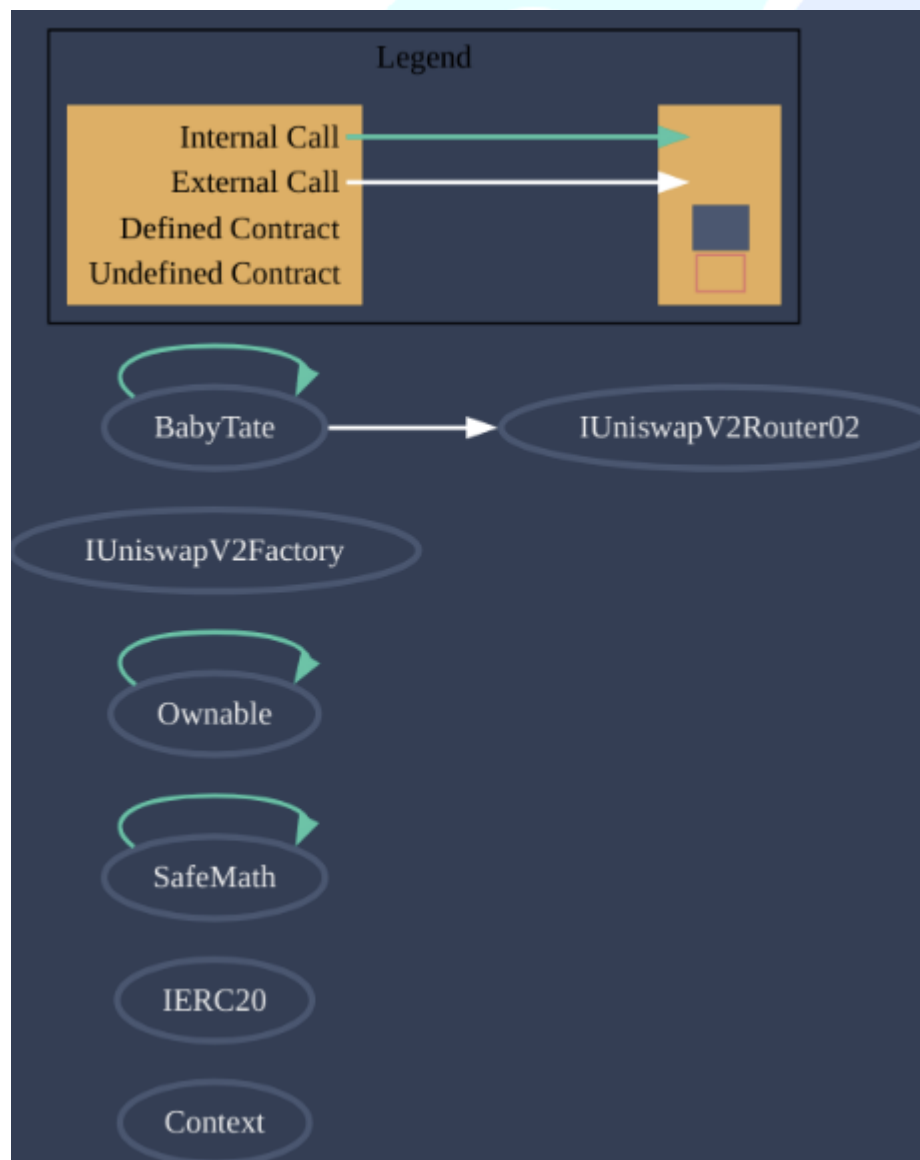 Legend
Internal Call
External Call
Defined Contract
Undefined Contract
BabyTate
IUniswapV2Router02
IUniswapV2Factory
Ownable
SafeMath
IERC20
Context